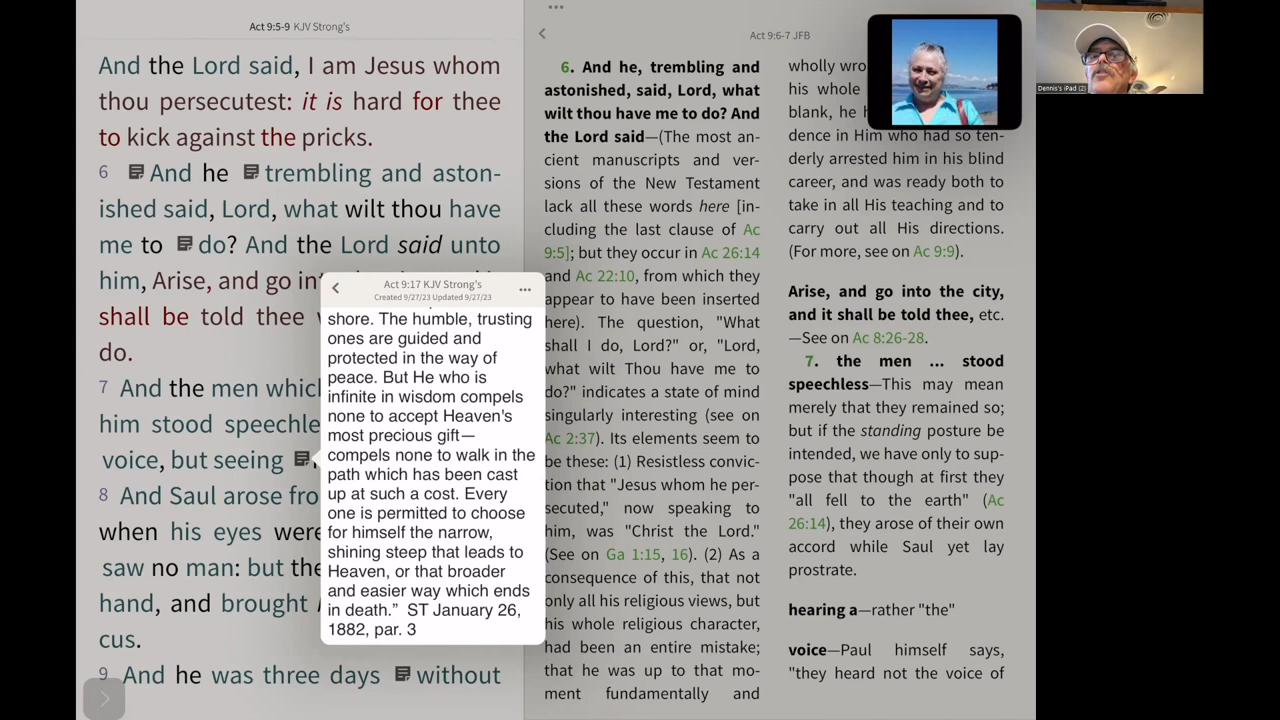 Act 9:5-9 KJV Strong's
And the Lord said, I am Jesus whom
thou persecutest: it is hard for thee
to kick against the pricks.
6 And he trembling and aston-
ished said, Lord, what wilt thou have
me to do? And the Lord said unto
him, Arise, and go in
shall be told thee
do.
7 And the men which
him stood speechle
voice, but seeing
8 And Saul arose fro
when his eyes were
saw no man: but the
hand, and brought
cus.
9 And he was three days without
Act 9:17 KJV Strong's
Created 9/27/23 Updated 9/27/23
shore. The humble, trusting
ones are guided and
protected in the way of
peace. But He who is
infinite in wisdom compels
none to accept Heaven's
most precious gift—
compels none to walk in the
path which has been cast
up at such a cost. Every
one is permitted to choose
for himself the narrow,
shining steep that leads to
Heaven, or that broader
and easier way which ends
in death.” ST January 26,
1882, par. 3
Act 9:6-7 JFB
6. And he, trembling and
astonished, said, Lord, what
wilt thou have me to do? And
the Lord said—(The most an-
cient manuscripts and ver-
sions of the New Testament
lack all these words here [in-
cluding the last clause of Ac
9:5]; but they occur in Ac 26:14
and Ac 22:10, from which they
appear to have been inserted
here). The question, "What
shall I do, Lord?" or, "Lord,
what wilt Thou have me to
do?" indicates a state of mind
singularly interesting (see on
Ac 2:37). Its elements seem to
be these: (1) Resistless convic-
tion that "Jesus whom he per-
secuted," now speaking to
him, was "Christ the Lord."
(See on Ga 1:15, 16). (2) As a
consequence of this, that not
only all his religious views, but
his whole religious character,
had been an entire mistake;
that he was up to that mo-
ment fundamentally and
wholly wro
his whole
blank, he h
dence in Him who had so ten-
derly arrested him in his blind
career, and was ready both to
take in all His teaching and to
carry out all His directions.
(For more, see on Ac 9:9).
Arise, and go into the city,
and it shall be told thee, etc.
—See on Ac 8:26-28.
7. the men ... stood
speechless—This may mean
merely that they remained so;
but if the standing posture be
intended, we have only to sup-
pose that though at first they
"all fell to the earth" (Ac
26:14), they arose of their own
accord while Saul yet lay
prostrate.
hearing a—rather "the"
voice—Paul himself says,
"they heard not the voice of
Dennis's iPad (2)